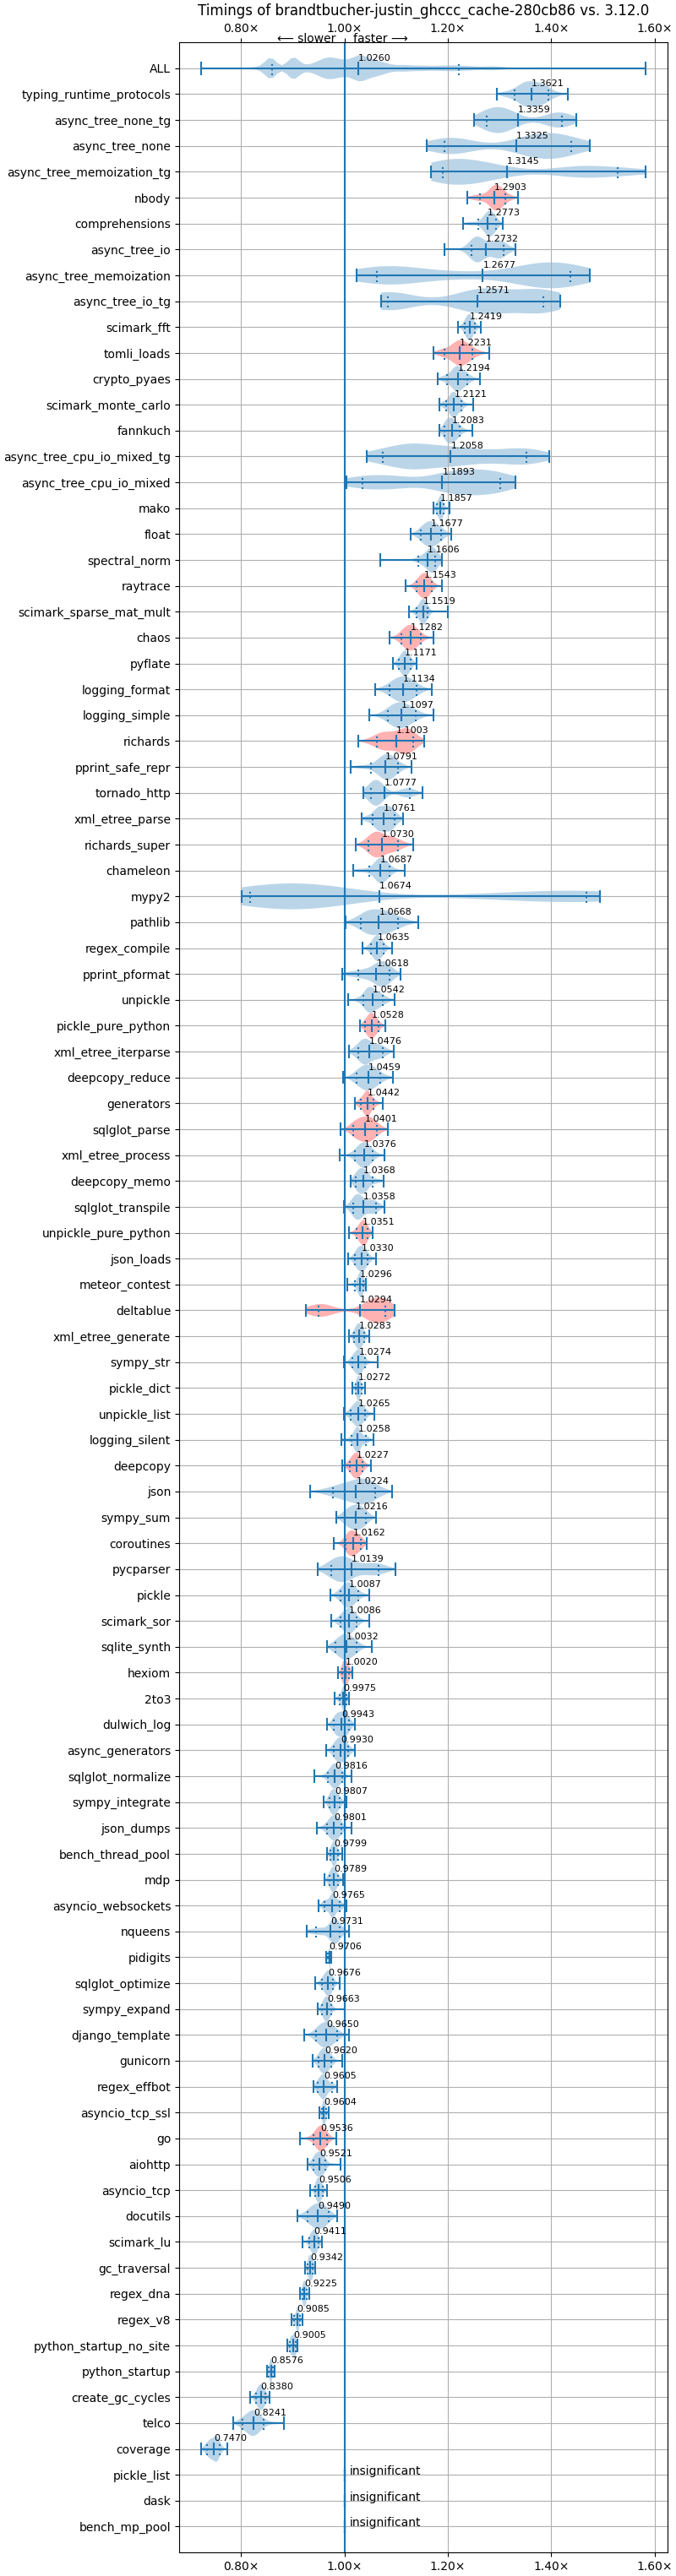 Timings of brandtbucher-justin_ghccc_cache-280cb86 vs. 3.12.0
0.80× 1.00× 1.20× 1.40× 1.60×
⟵ slower faster ⟶
ALL 1.0260
typing_runtime_protocols 1.3621
async_tree_none_tg 1.3359
async_tree_none 1.3325
async_tree_memoization_tg 1.3145
nbody 1.2903
comprehensions 1.2773
async_tree_io 1.2732
async_tree_memoization 1.2677
async_tree_io_tg 1.2571
scimark_fft 1.2419
tomli_loads 1.2231
crypto_pyaes 1.2194
scimark_monte_carlo 1.2121
fannkuch 1.2083
async_tree_cpu_io_mixed_tg 1.2058
async_tree_cpu_io_mixed 1.1893
mako 1.1857
float 1.1677
spectral_norm 1.1606
raytrace 1.1543
scimark_sparse_mat_mult 1.1519
chaos 1.1282
pyflate 1.1171
logging_format 1.1134
logging_simple 1.1097
richards 1.1003
pprint_safe_repr 1.0791
tornado_http 1.0777
xml_etree_parse 1.0761
richards_super 1.0730
chameleon 1.0687
mypy2 1.0674
pathlib 1.0668
regex_compile 1.0635
pprint_pformat 1.0618
unpickle 1.0542
pickle_pure_python 1.0528
xml_etree_iterparse 1.0476
deepcopy_reduce 1.0459
generators 1.0442
sqlglot_parse 1.0401
xml_etree_process 1.0376
deepcopy_memo 1.0368
sqlglot_transpile 1.0358
unpickle_pure_python 1.0351
json_loads 1.0330
meteor_contest 1.0296
deltablue 1.0294
xml_etree_generate 1.0283
sympy_str 1.0274
pickle_dict 1.0272
unpickle_list 1.0265
logging_silent 1.0258
deepcopy 1.0227
json 1.0224
sympy_sum 1.0216
coroutines 1.0162
pycparser 1.0139
pickle 1.0087
scimark_sor 1.0086
sqlite_synth 1.0032
hexiom 1.0020
2to3 0.9975
dulwich_log 0.9943
async_generators 0.9930
sqlglot_normalize 0.9816
sympy_integrate 0.9807
json_dumps 0.9801
bench_thread_pool 0.9799
mdp 0.9789
asyncio_websockets 0.9765
nqueens 0.9731
pidigits 0.9706
sqlglot_optimize 0.9676
sympy_expand 0.9663
django_template 0.9650
gunicorn 0.9620
regex_effbot 0.9605
asyncio_tcp_ssl 0.9604
go 0.9536
aiohttp 0.9521
asyncio_tcp 0.9506
docutils 0.9490
scimark_lu 0.9411
gc_traversal 0.9342
regex_dna 0.9225
regex_v8 0.9085
python_startup_no_site 0.9005
python_startup 0.8576
create_gc_cycles 0.8380
telco 0.8241
coverage 0.7470
pickle_list insignificant
dask insignificant
bench_mp_pool insignificant
0.80× 1.00× 1.20× 1.40× 1.60×